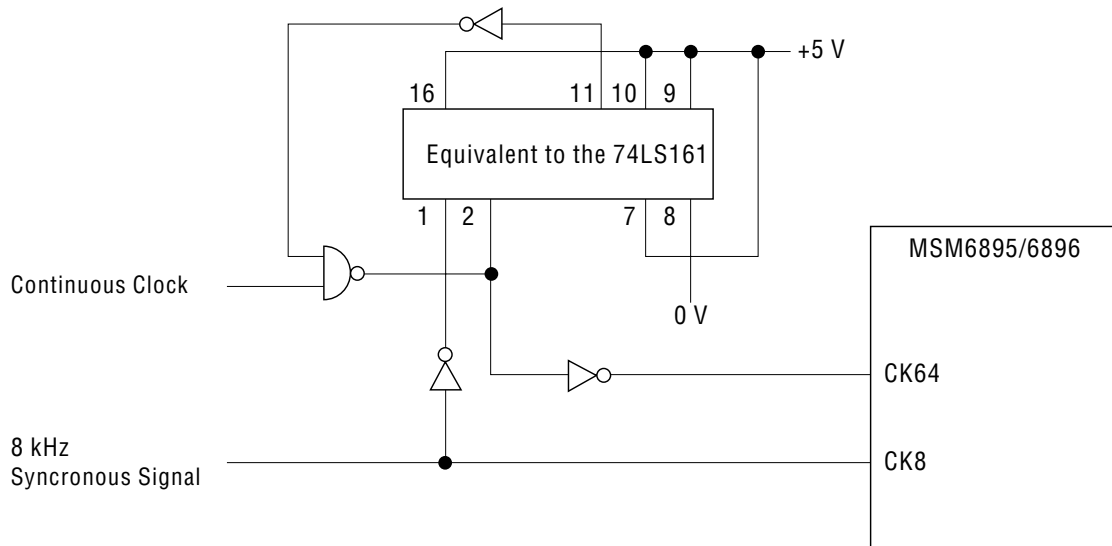 +5 V
16
11
10
9
Equivalent to the 74LS161
1
2
7
8
MSM6895/6896
Continuous Clock
0 V
CK64
8 kHz
Syncronous Signal
CK8